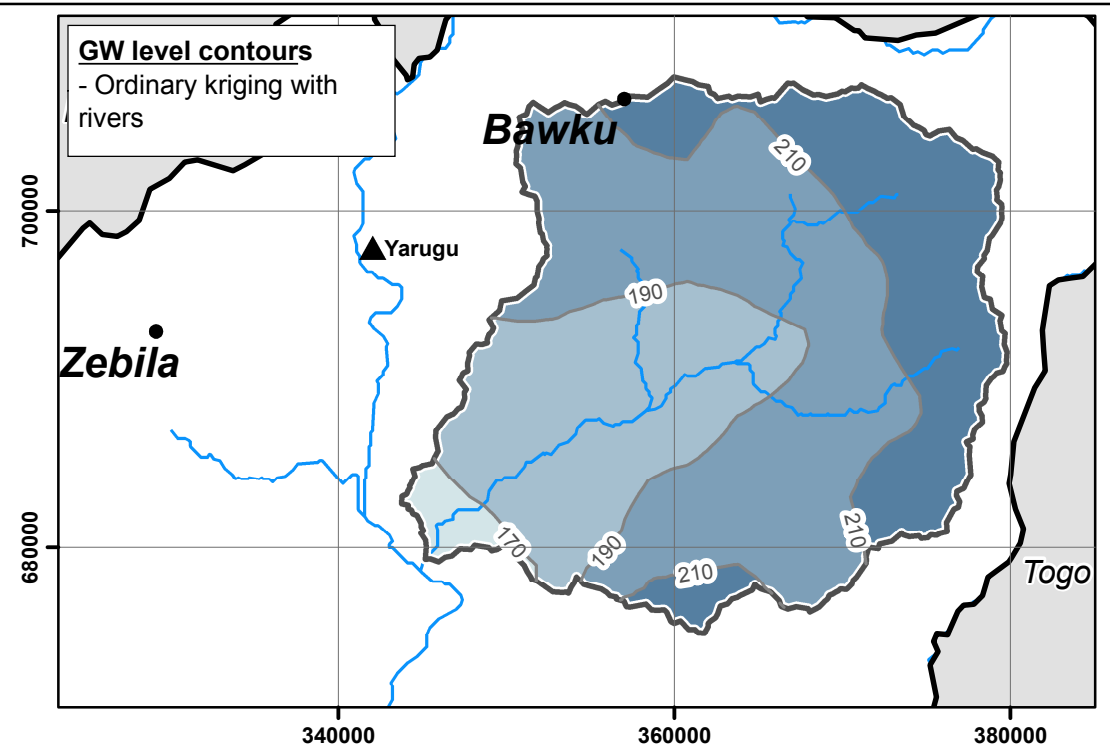 GW level contours
- Ordinary kriging with
rivers
Bawku
210
700000
Yarugu
190
Zebila
170
190
210
210
680000
Togo
340000
360000
380000